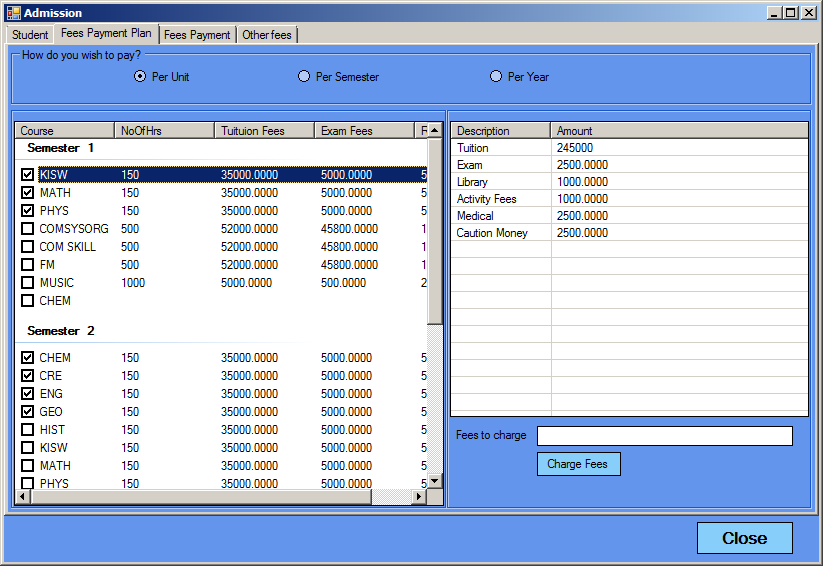 Admission
Student Fees Payment Plan Fees Payment Other fees
How do you wish to pay?
Per Unit Per Semester Per Year
Course NoOfHrs Tuituion Fees Exam Fees F
Semester 1
KISW 150 35000.0000 5000.0000 5
MATH 150 35000.0000 5000.0000 5
PHYS 150 35000.0000 5000.0000 5
COMSYSORG 500 52000.0000 45800.0000 1
COM SKILL 500 52000.0000 45800.0000 1
FM 500 52000.0000 45800.0000 1
MUSIC 1000 5000.0000 500.0000 2
CHEM
Semester 2
CHEM 150 35000.0000 5000.0000 5
CRE 150 35000.0000 5000.0000 5
ENG 150 35000.0000 5000.0000 5
GEO 150 35000.0000 5000.0000 5
HIST 150 35000.0000 5000.0000 5
KISW 150 35000.0000 5000.0000 5
MATH 150 35000.0000 5000.0000 5
PHYS 150 35000.0000 5000.0000 5
Description Amount
Tuition 245000
Exam 2500.0000
Library 1000.0000
Activity Fees 1000.0000
Medical 2500.0000
Caution Money 2500.0000
Fees to charge
Charge Fees
Close